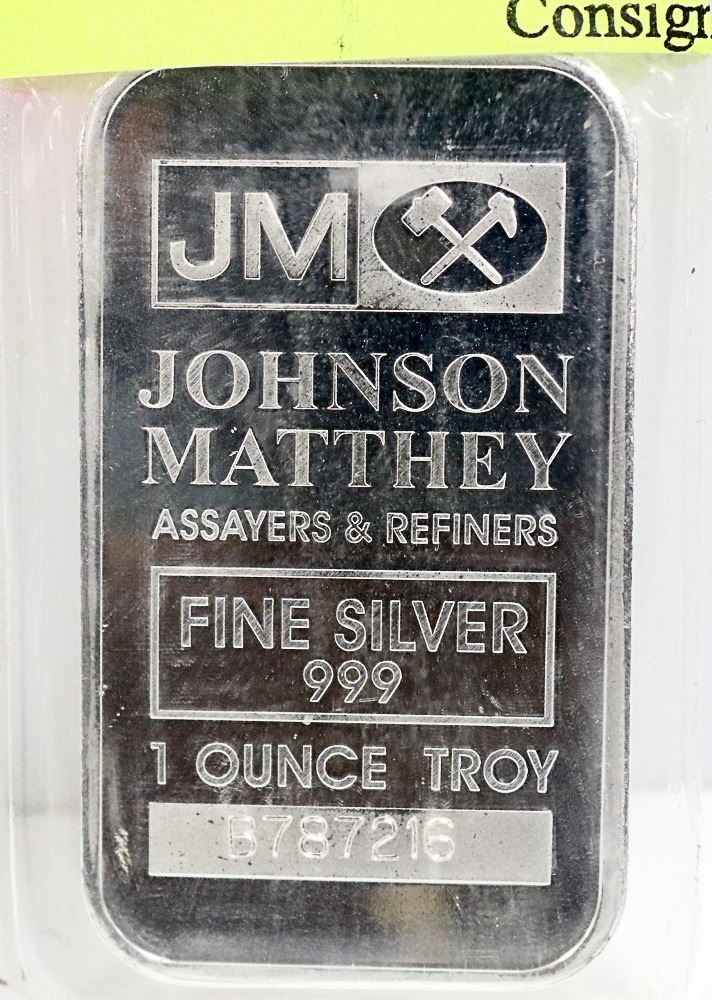 Consign
JM
JOHNSON
MATTHEY
ASSAYERS & REFINERS
FINE SILVER
999
1 OUNCE TROY
B787216